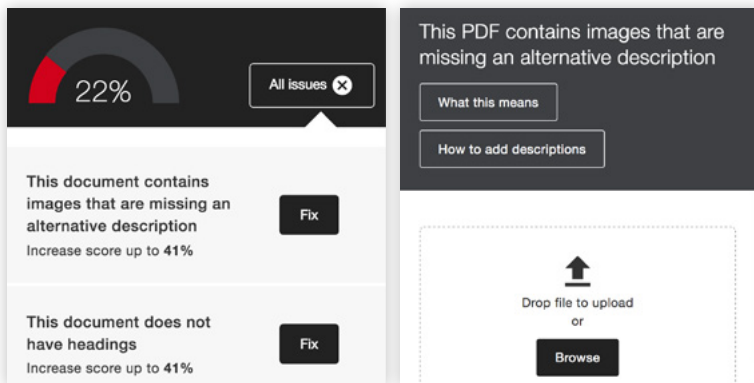 22%
All issues
This document contains
images that are missing an
alternative description
Increase score up to 41%
Fix
This document does not
have headings
Increase score up to 41%
Fix
This PDF contains images that are
missing an alternative description
What this means
How to add descriptions
Drop file to upload
or
Browse